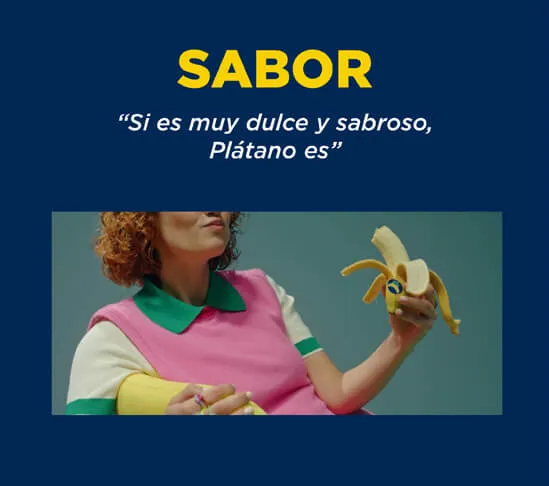 SABOR
“Si es muy dulce y sabroso,
Plátano es”